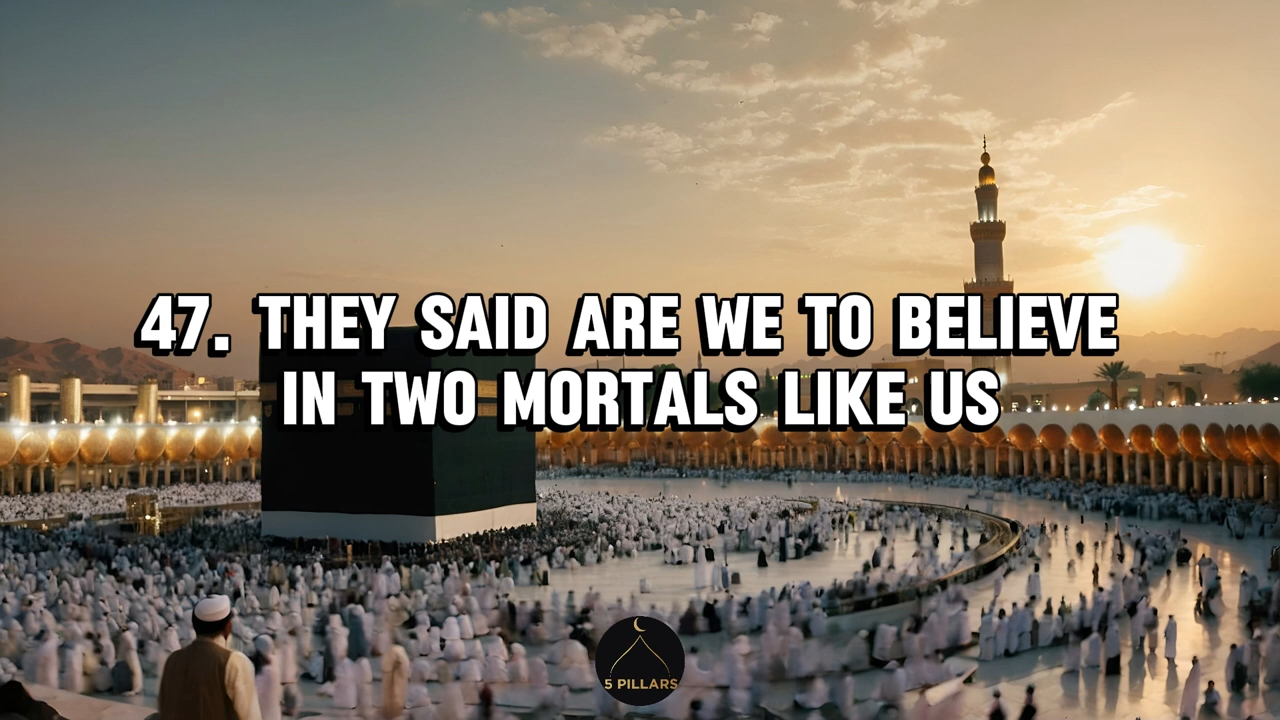 47. THEY SAID ARE WE TO BELIEVE
IN TWO MORTALS LIKE US
5 PILLARS